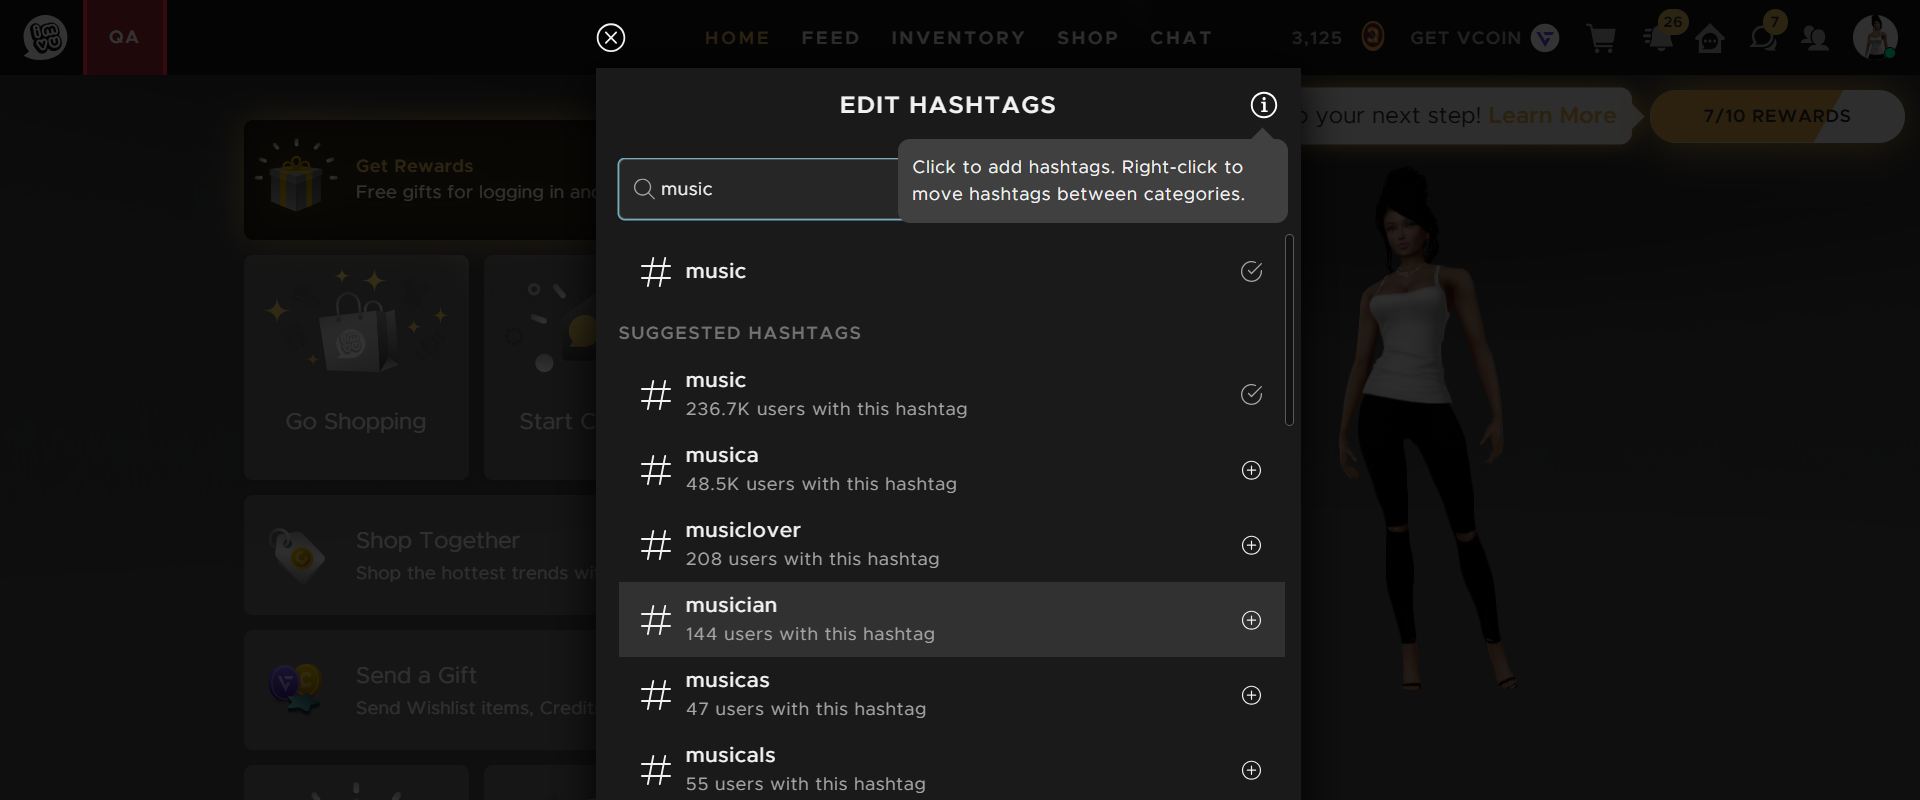 imvu
QA
HOME
FEED
INVENTORY
SHOP
CHAT
3,125
GET VCOIN
26
7
EDIT HASHTAGS
your next step! Learn More
7/10 REWARDS
Click to add hashtags. Right-click to
move hashtags between categories.
music
Get Rewards
Free gifts for logging in
music
SUGGESTED HASHTAGS
music
236.7K users with this hashtag
musica
48.5K users with this hashtag
musiclover
208 users with this hashtag
musician
144 users with this hashtag
musicas
47 users with this hashtag
musicals
55 users with this hashtag
Go Shopping
Start C
Shop Together
Shop the hottest trends
Send a Gift
Send Wishlist items, Credit